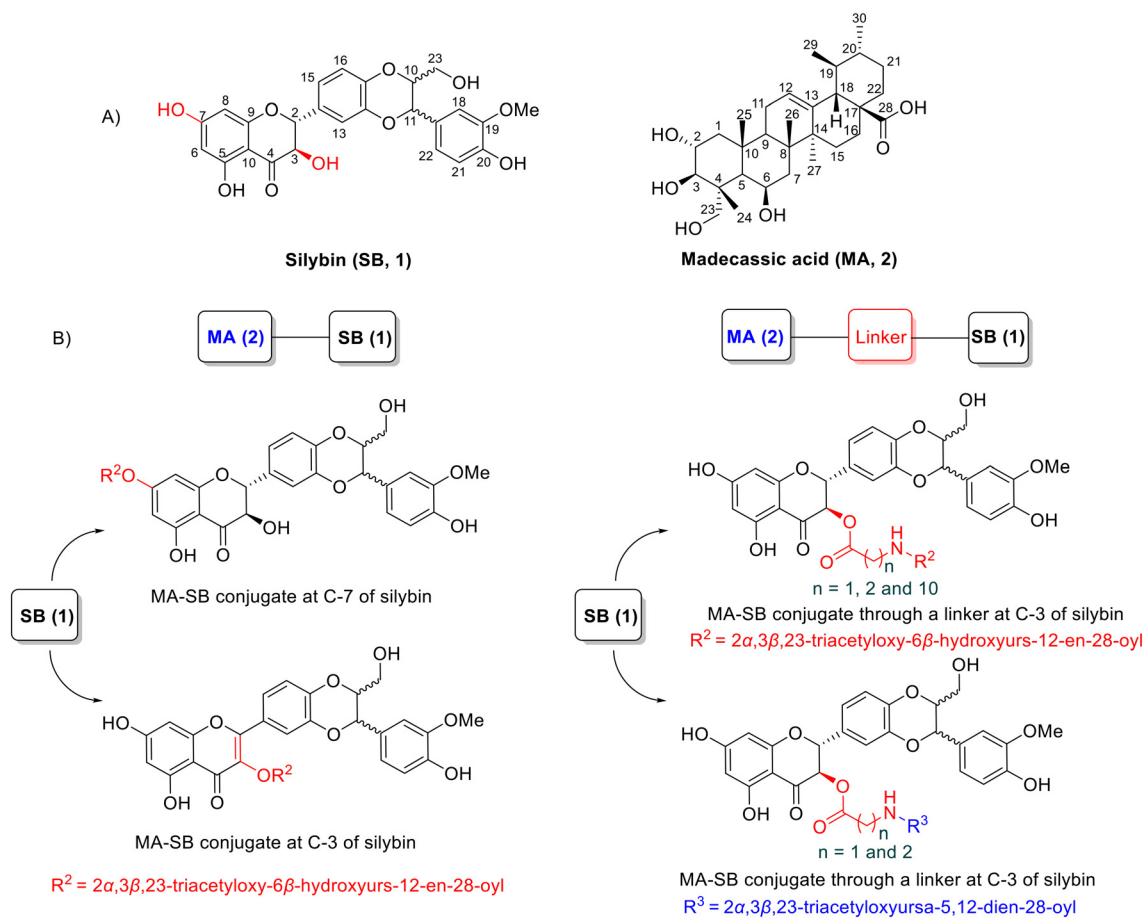 A)
HO
7
8
9
O
2
15
16
O
10
23
OH
13
O
11
18
OMe
19
20
OH
21
22
6
5
10
4
3
OH
OH
O
Silybin (SB, 1)
30
29
20
21
19
12
18
22
11
13
17
28
OH
O
25
26
H
16
1
14
15
HO
2
9
8
27
10
3
HO
4
5
6
7
23
24
HO
OH
Madecassic acid (MA, 2)
B)
MA (2)
SB (1)
MA (2)
Linker
SB (1)
OH
R²O
O
O
O
OMe
OH
OH
OH
O
MA-SB conjugate at C-7 of silybin
HO
HO
O
O
O
OMe
OH
O
OH
O
O
H
N
R²
n
n = 1, 2 and 10
SB (1)
SB (1)
MA-SB conjugate through a linker at C-3 of silybin
R² = 2α,3β,23-triacetyloxy-6β-hydroxyurs-12-en-28-oyl
OH
HO
O
O
O
OMe
OH
OR²
OH
O
MA-SB conjugate at C-3 of silybin
R² = 2α,3β,23-triacetyloxy-6β-hydroxyurs-12-en-28-oyl
OH
HO
O
O
O
OMe
OH
O
OH
O
O
H
N
R³
n
n = 1 and 2
MA-SB conjugate through a linker at C-3 of silybin
R³ = 2α,3β,23-triacetyloxyursa-5,12-dien-28-oyl